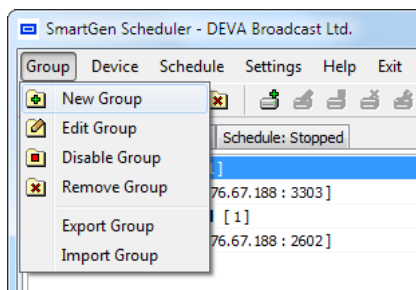 SmartGen Scheduler - DEVA Broadcast Ltd.
Group Device Schedule Settings Help Exit
New Group
Edit Group
Schedule: Stopped
Disable Group
]
Remove Group
76.67.188 : 3303 ]
[ 1 ]
Export Group
76.67.188 : 2602 ]
Import Group